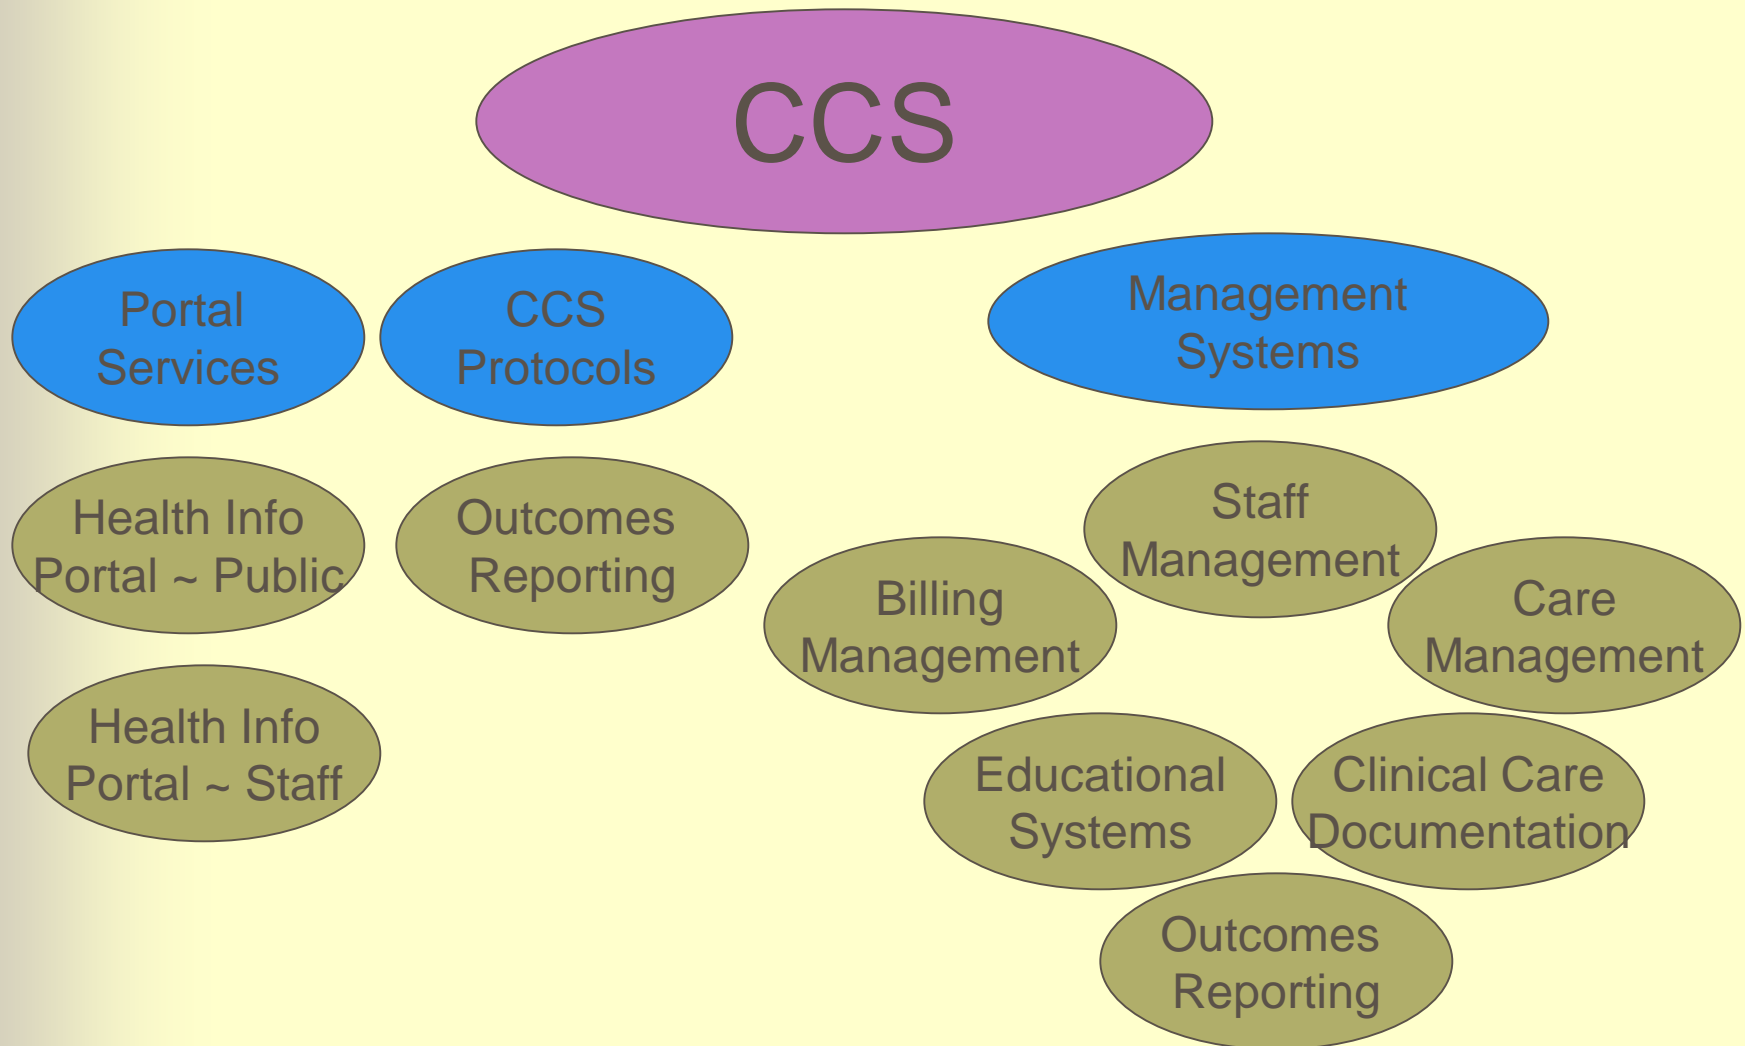 CCS
Portal
Services
CCS
Protocols
Management
Systems
Health Info
Portal ~ Public
Outcomes
Reporting
Staff
Management
Billing
Management
Care
Management
Health Info
Portal ~ Staff
Educational
Systems
Clinical Care
Documentation
Outcomes
Reporting